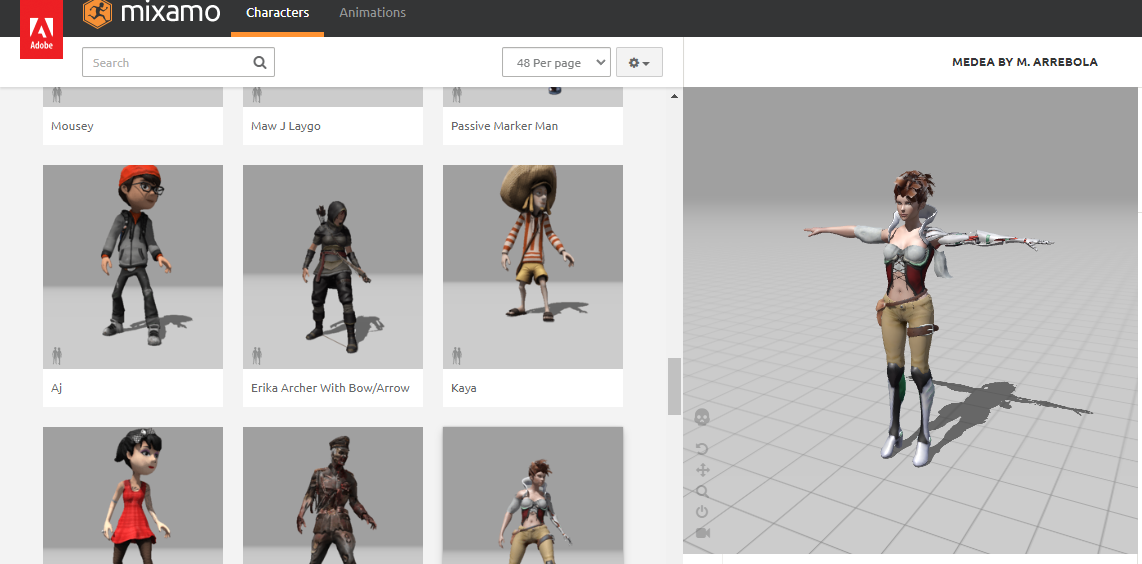 Adobe
mixamo
Characters
Animations
Search
48 Per page
MEDEA BY M. ARREBOLA
Mousey
Maw J Laygo
Passive Marker Man
Aj
Erika Archer With Bow/Arrow
Kaya